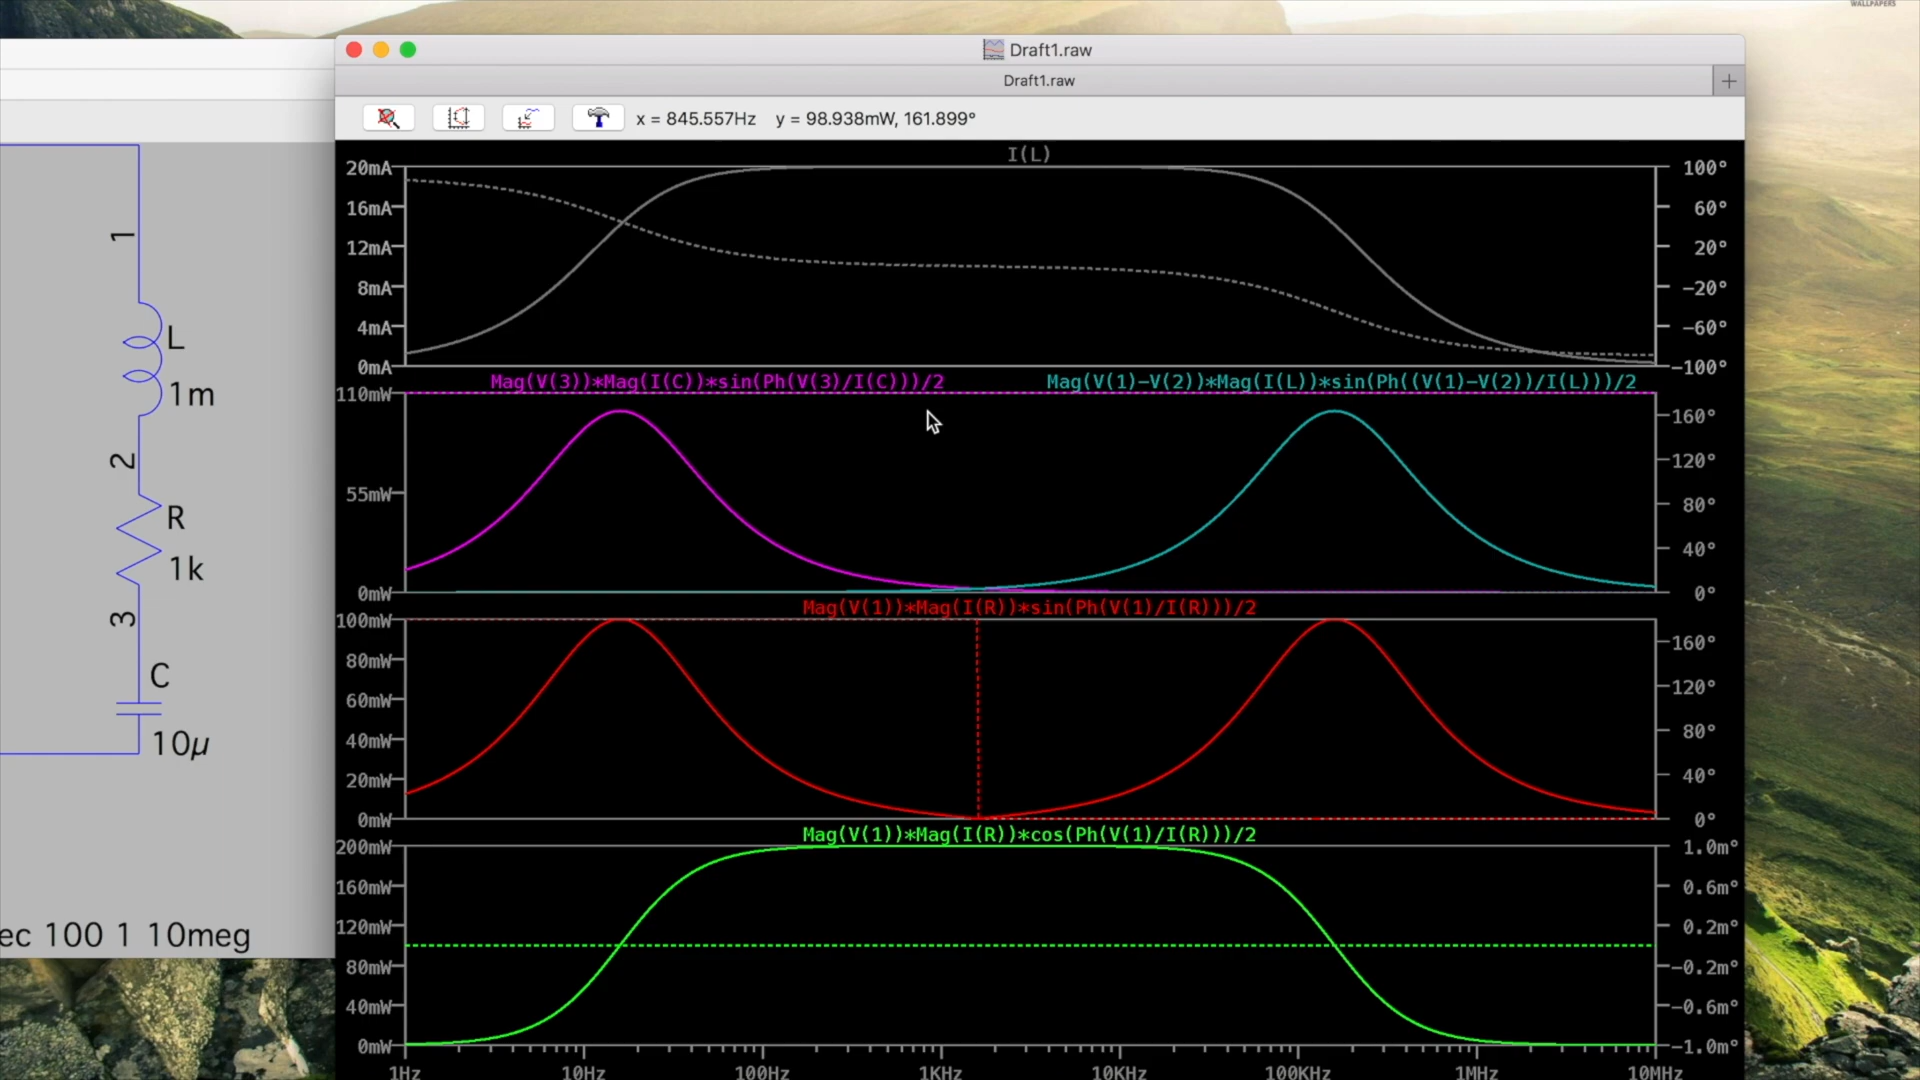 WALLPAPERS
Draft1.raw
Draft1.raw
+
x = 845.557Hz y = 98.938mW, 161.899°
1
L
1m
2
R
1k
3
C
10µ
ec 100 1 10meg
I(L)
20mA
16mA
12mA
8mA
4mA
0mA
100°
60°
20°
-20°
-60°
-100°
Mag(V(3))*Mag(I(C))*sin(Ph(V(3)/I(C)))/2
Mag(V(1)-V(2))*Mag(I(L))*sin(Ph((V(1)-V(2))/I(L)))/2
110mW
55mW
0mW
160°
120°
80°
40°
0°
Mag(V(1))*Mag(I(R))*sin(Ph(V(1)/I(R)))/2
100mW
80mW
60mW
40mW
20mW
0mW
160°
120°
80°
40°
0°
Mag(V(1))*Mag(I(R))*cos(Ph(V(1)/I(R)))/2
200mW
160mW
120mW
80mW
40mW
0mW
1.0m°
0.6m°
0.2m°
-0.2m°
-0.6m°
-1.0m°
1Hz 10Hz 100Hz 1KHz 10KHz 100KHz 1MHz 10MHz